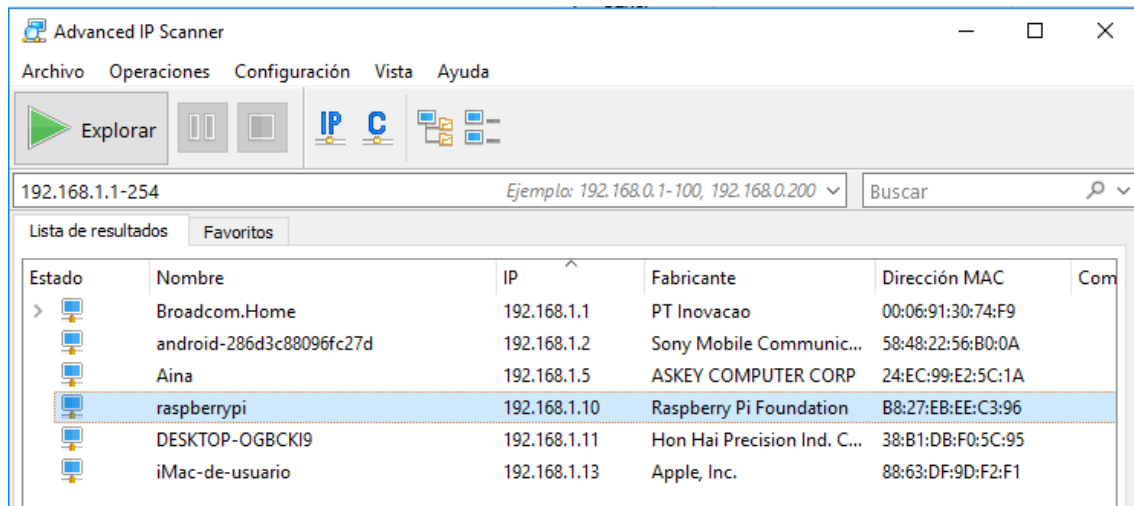 Advanced IP Scanner
Archivo Operaciones Configuración Vista Ayuda
Explorar IP C
192.168.1.1-254 Ejemplo: 192.168.0.1-100, 192.168.0.200 Buscar
Lista de resultados Favoritos
Estado Nombre IP Fabricante Dirección MAC Com
Broadcom.Home 192.168.1.1 PT Inovacao 00:06:91:30:74:F9
android-286d3c88096fc27d 192.168.1.2 Sony Mobile Communic... 58:48:22:56:B0:0A
Aina 192.168.1.5 ASKEY COMPUTER CORP 24:EC:99:E2:5C:1A
raspberrypi 192.168.1.10 Raspberry Pi Foundation B8:27:EB:EE:C3:96
DESKTOP-OGBCKI9 192.168.1.11 Hon Hai Precision Ind. C... 38:B1:DB:F0:5C:95
iMac-de-usuario 192.168.1.13 Apple, Inc. 88:63:DF:9D:F2:F1